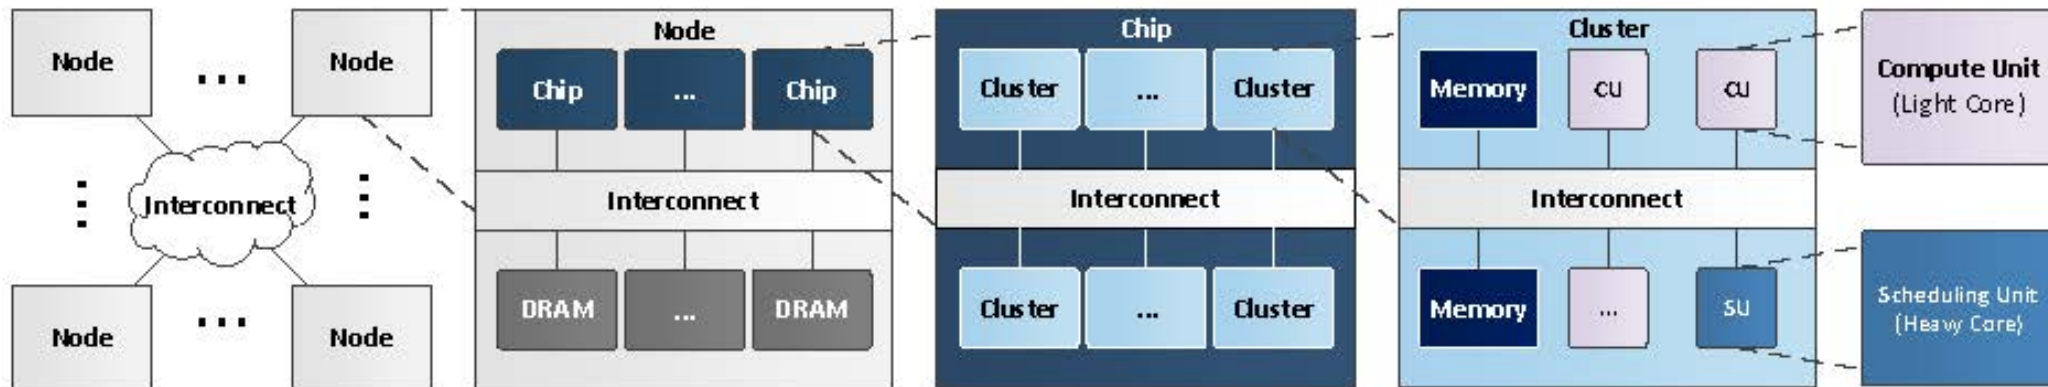 Node
...
Node
Interconnect
Node
...
Node
Node
Chip
...
Chip
Interconnect
DRAM
...
DRAM
Chip
Cluster
...
Cluster
Interconnect
Cluster
...
Cluster
Cluster
Memory
CU
CU
Interconnect
Memory
...
SU
Compute Unit
(Light Core)
Scheduling Unit
(Heavy Core)